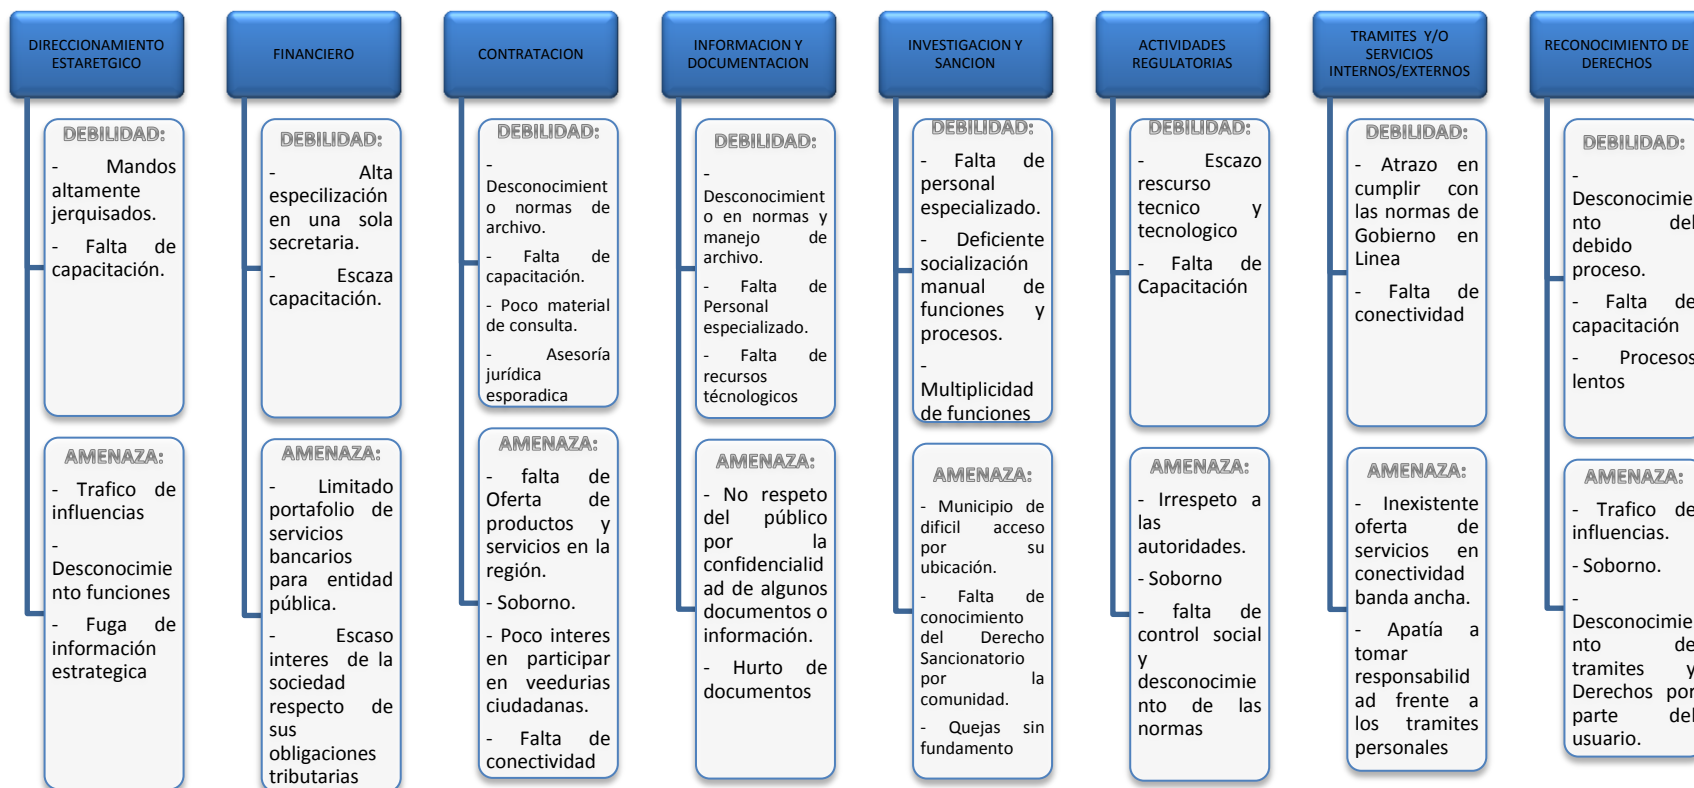 DIRECCIONAMIENTO
ESTARETGICO
DEBILIDAD:
- Mandos
altamente
jerquisados.
- Falta de
capacitación.
AMENAZA:
- Trafico de
influencias
-
Desconocimie
nto funciones
- Fuga de
información
estrategica
FINANCIERO
DEBILIDAD:
- Alta
especilización
en una sola
secretaria.
- Escaza
capacitación.
AMENAZA:
- Limitado
portafolio de
servicios
bancarios
para entidad
pública.
- Escaso
interes de la
sociedad
respecto de
sus
obligaciones
tributarias
CONTRATACION
DEBILIDAD:
-
Desconocimient
o normas de
archivo.
- Falta de
capacitación.
- Poco material
de consulta.
- Asesoría
jurídica
esporadica
AMENAZA:
- falta de
Oferta de
productos y
servicios en la
región.
- Soborno.
- Poco interes
en participar
en veedurias
ciudadanas.
- Falta de
conectividad
INFORMACION Y
DOCUMENTACION
DEBILIDAD:
-
Desconocimient
o en normas y
manejo de
archivo.
- Falta de
Personal
especializado.
- Falta de
recursos
técnologicos
AMENAZA:
- No respeto
del público
por la
confidencialid
ad de algunos
documentos o
información.
- Hurto de
documentos
INVESTIGACION Y
SANCION
DEBILIDAD:
- Falta de
personal
especializado.
- Deficiente
socialización
manual de
funciones y
procesos.
-
Multiplicidad
de funciones
AMENAZA:
- Municipio de
dificil acceso
por su
ubicación.
- Falta de
conocimiento
del Derecho
Sancionatorio
por la
comunidad.
- Quejas sin
fundamento
ACTIVIDADES
REGULATORIAS
DEBILIDAD:
- Escazo
rescurso
tecnico y
tecnologico
- Falta de
Capacitación
AMENAZA:
- Irrespeto a
las
autoridades.
- Soborno
- falta de
control social
y
desconocimie
nto de las
normas
TRAMITES Y/O
SERVICIOS
INTERNOS/EXTERNOS
DEBILIDAD:
- Atrazo en
cumplir con
las normas de
Gobierno en
Linea
- Falta de
conectividad
AMENAZA:
- Inexistente
oferta de
servicios en
conectividad
banda ancha.
- Apatía a
tomar
responsabilid
ad frente a
los tramites
personales
RECONOCIMIENTO DE
DERECHOS
DEBILIDAD:
-
Desconocimie
nto del
debido
proceso.
- Falta de
capacitación
- Procesos
lentos
AMENAZA:
- Trafico de
influencias.
- Soborno.
-
Desconocimie
nto de
tramites y
Derechos por
parte del
usuario.